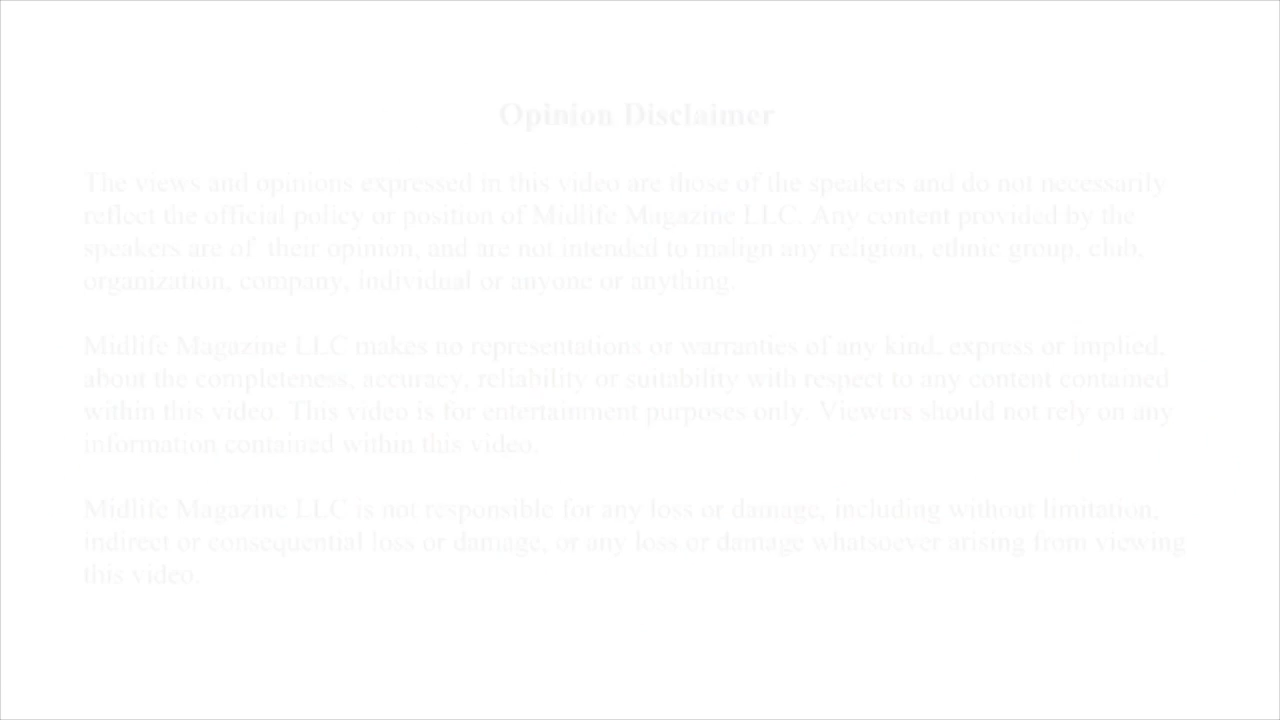 Opinion Disclaimer
The views and opinions expressed in this video are those of the speakers and do not necessarily
reflect the official policy or position of Midlife Magazine LLC. Any content provided by the
speakers are of their opinion, and are not intended to malign any religion, ethnic group, club,
organization, company, individual or anyone or anything.
Midlife Magazine LLC makes no representations or warranties of any kind, express or implied,
about the completeness, accuracy, reliability or suitability with respect to any content contained
within this video. This video is for entertainment purposes only. Viewers should not rely on any
information contained within this video.
Midlife Magazine LLC is not responsible for any loss or damage, including without limitation,
indirect or consequential loss or damage, or any loss or damage whatsoever arising from viewing
this video.